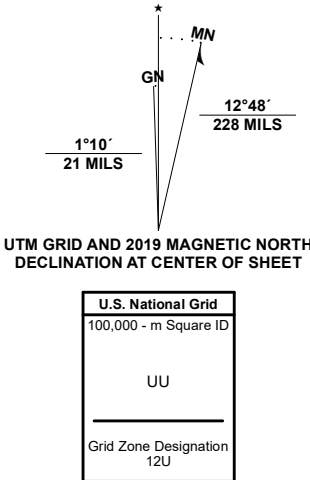 ★
MN
GN
12°48´
228 MILS
1°10´
21 MILS
UTM GRID AND 2019 MAGNETIC NORTH
DECLINATION AT CENTER OF SHEET
U.S. National Grid
100,000 - m Square ID
UU
Grid Zone Designation
12U